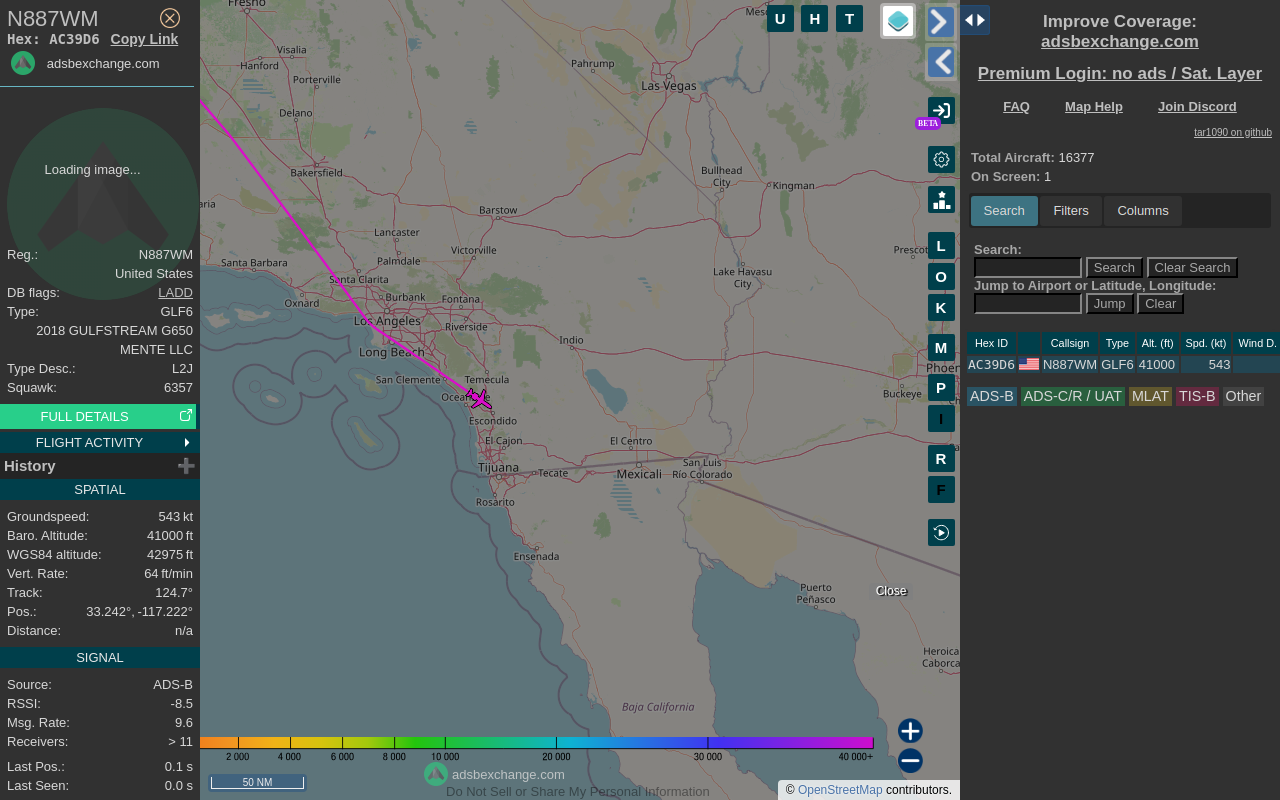 N887WM
Hex: AC39D6 Copy Link
adsbexchange.com
Loading image...
Reg.: N887WM
United States
DB flags: LADD
Type: GLF6
2018 GULFSTREAM G650
MENTE LLC
Type Desc.: L2J
Squawk: 6357
FULL DETAILS
FLIGHT ACTIVITY
History
SPATIAL
Groundspeed: 543 kt
Baro. Altitude: 41000 ft
WGS84 altitude: 42975 ft
Vert. Rate: 64 ft/min
Track: 124.7°
Pos.: 33.242°, -117.222°
Distance: n/a
SIGNAL
Source: ADS-B
RSSI: -8.5
Msg. Rate: 9.6
Receivers: > 11
Last Pos.: 0.1 s
Last Seen: 0.0 s
Fresno
Visalia
Hanford
Porterville
Delano
Bakersfield
Pahrump
Las Vegas
Bullhead
City
Kingman
Barstow
Lancaster
Palmdale
Victorville
Santa Barbara
Santa Clarita
Lake Havasu
City
Oxnard
Burbank
Fontana
Los Angeles
Riverside
Long Beach
Indio
San Clemente
Temecula
Escondido
El Cajon
Tijuana
Tecate
El Centro
Mexicali
San Luis
Río Colorado
Rosarito
Ensenada
Buckeye
Puerto
Peñasco
Heroica
Baja California
U H T
BETA
L
O
K
M
P
I
R
F
Close
2 000 4 000 6 000 8 000 10 000 20 000 30 000 40 000+
50 NM
adsbexchange.com
Do Not Sell or Share My Personal Information
© OpenStreetMap contributors.
Improve Coverage:
adsbexchange.com
Premium Login: no ads / Sat. Layer
FAQ Map Help Join Discord
tar1090 on github
Total Aircraft: 16377
On Screen: 1
Search Filters Columns
Search:
Search Clear Search
Jump to Airport or Latitude, Longitude:
Jump Clear
Hex ID Callsign Type Alt. (ft) Spd. (kt) Wind D.
AC39D6 N887WM GLF6 41000 543
ADS-B ADS-C/R / UAT MLAT TIS-B Other